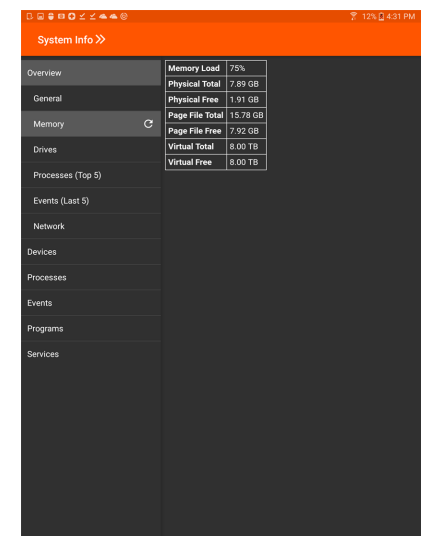 12% 4:31 PM
System Info
Overview
General
Memory
Drives
Processes (Top 5)
Events (Last 5)
Network
Devices
Processes
Events
Programs
Services
Memory Load 75%
Physical Total 7.89 GB
Physical Free 1.91 GB
Page File Total 15.78 GB
Page File Free 7.92 GB
Virtual Total 8.00 TB
Virtual Free 8.00 TB